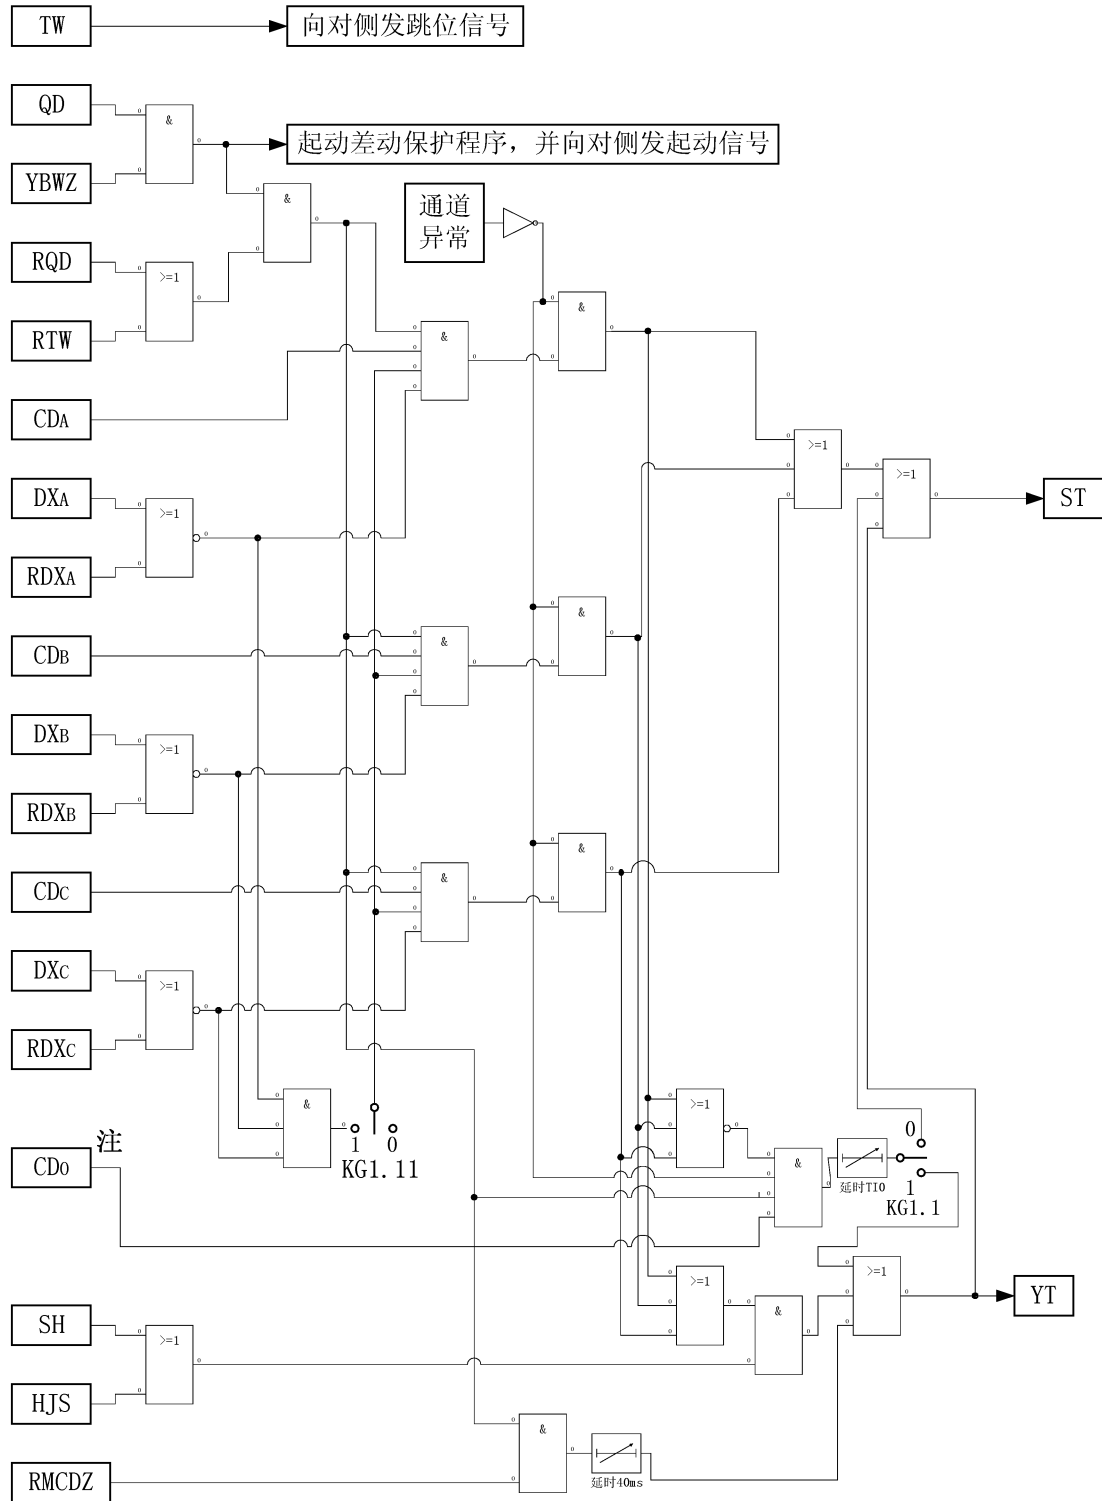 TW
向对侧发跳位信号
QD
&
起动差动保护程序，并向对侧发起动信号
YBWZ
&
通道
异常
RQD
>=1
RTW
&
&
CDA
>=1
>=1
DXA
>=1
ST
RDXA
CDB
&
&
DXB
>=1
RDXB
CDC
&
&
DXC
>=1
RDXC
&
1
0
KG1.11
>=1
注
CDO
&
延时TIO
0
1
KG1.1
>=1
>=1
YT
SH
>=1
&
HJS
&
RMCDZ
延时40ms